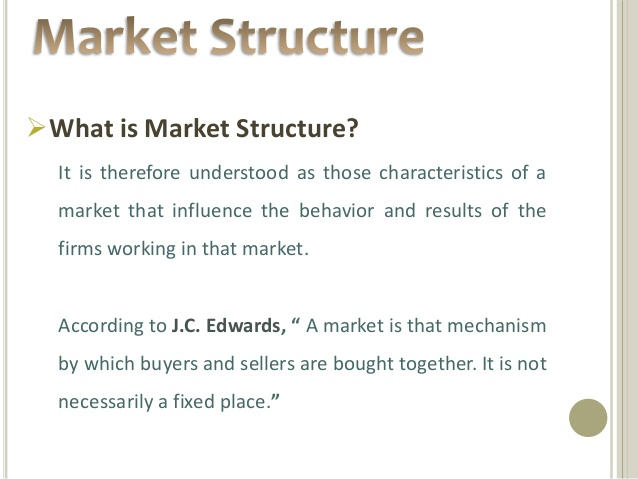 Market Structure
What is Market Structure?
It is therefore understood as those characteristics of a
market that influence the behavior and results of the
firms working in that market.
According to J.C. Edwards, “ A market is that mechanism
by which buyers and sellers are bought together. It is not
necessarily a fixed place.”